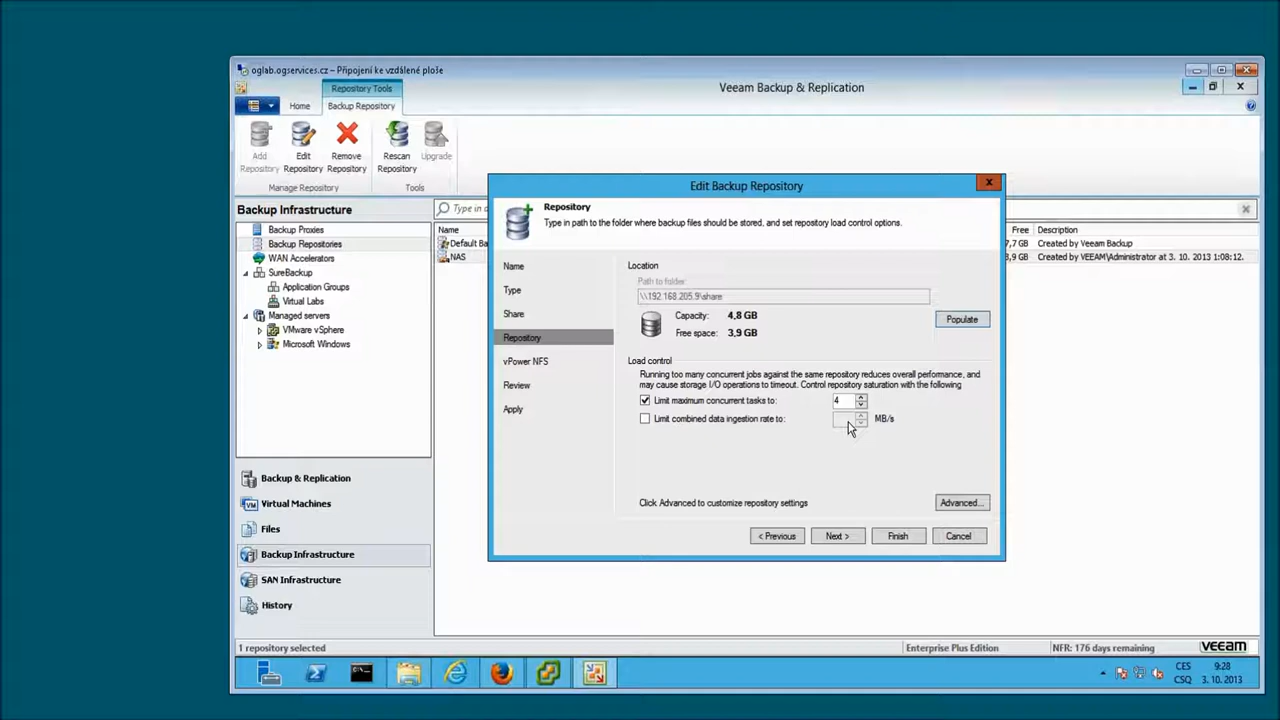 oglab.ogservices.cz – Připojení ke vzdálené ploše
Repository Tools
Veeam Backup & Replication
Home
Backup Repository
Add Repository
Edit Repository
Remove Repository
Rescan Repository
Upgrade
Manage Repository
Tools
Backup Infrastructure
Backup Proxies
Backup Repositories
WAN Accelerators
SureBackup
Application Groups
Virtual Labs
Managed servers
VMware vSphere
Microsoft Windows
Backup & Replication
Virtual Machines
Files
Backup Infrastructure
SAN Infrastructure
History
Type in
Name
Default Ba
NAS
Free
Description
7,7 GB
Created by Veeam Backup
3,9 GB
Created by VEEAM\Administrator at 3. 10. 2013 1:08:12.
Edit Backup Repository
Repository
Type in path to the folder where backup files should be stored, and set repository load control options.
Name
Type
Share
Repository
vPower NFS
Review
Apply
Location
Path to folder:
\\192.168.205.9\share
Capacity: 4,8 GB
Free space: 3,9 GB
Populate
Load control
Running too many concurrent jobs against the same repository reduces overall performance, and
may cause storage I/O operations to timeout. Control repository saturation with the following
Limit maximum concurrent tasks to: 4
Limit combined data ingestion rate to: MB/s
Click Advanced to customize repository settings
Advanced...
< Previous
Next >
Finish
Cancel
1 repository selected
Enterprise Plus Edition
NFR: 176 days remaining
VEEAM
CES
CSQ
9:28
3. 10. 2013